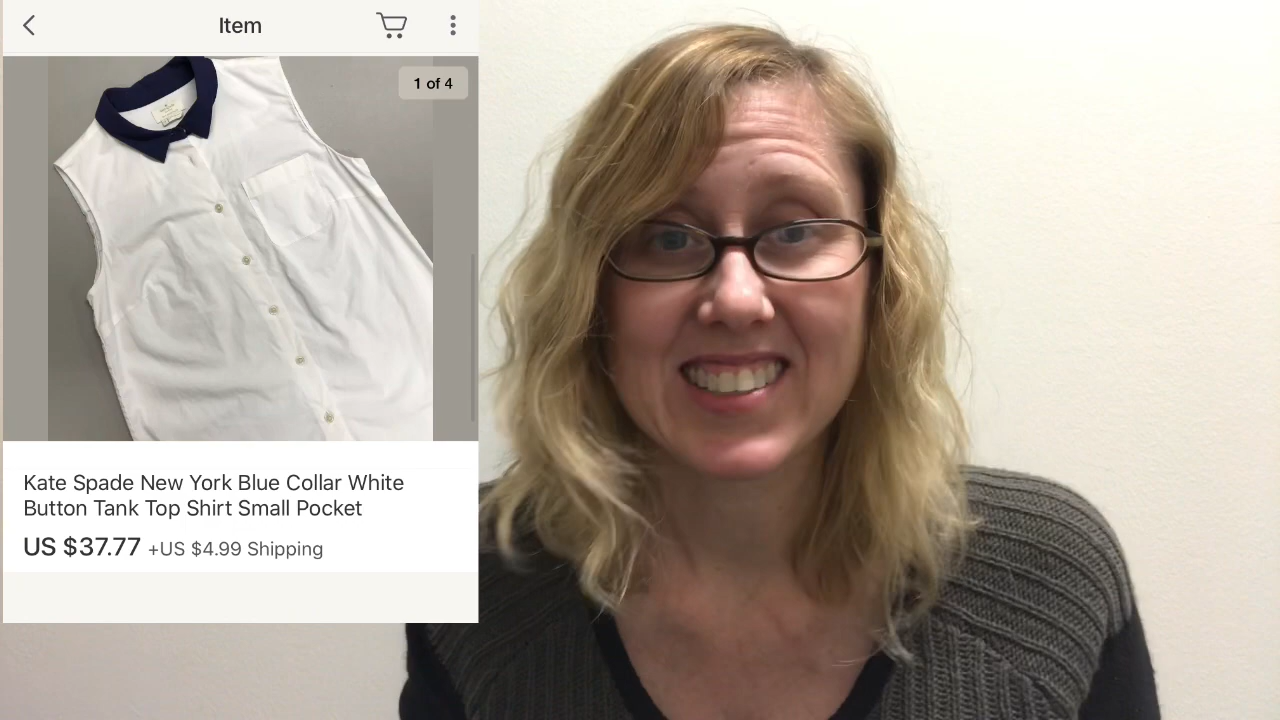 Item
1 of 4
Kate Spade New York Blue Collar White
Button Tank Top Shirt Small Pocket
US $37.77 +US $4.99 Shipping